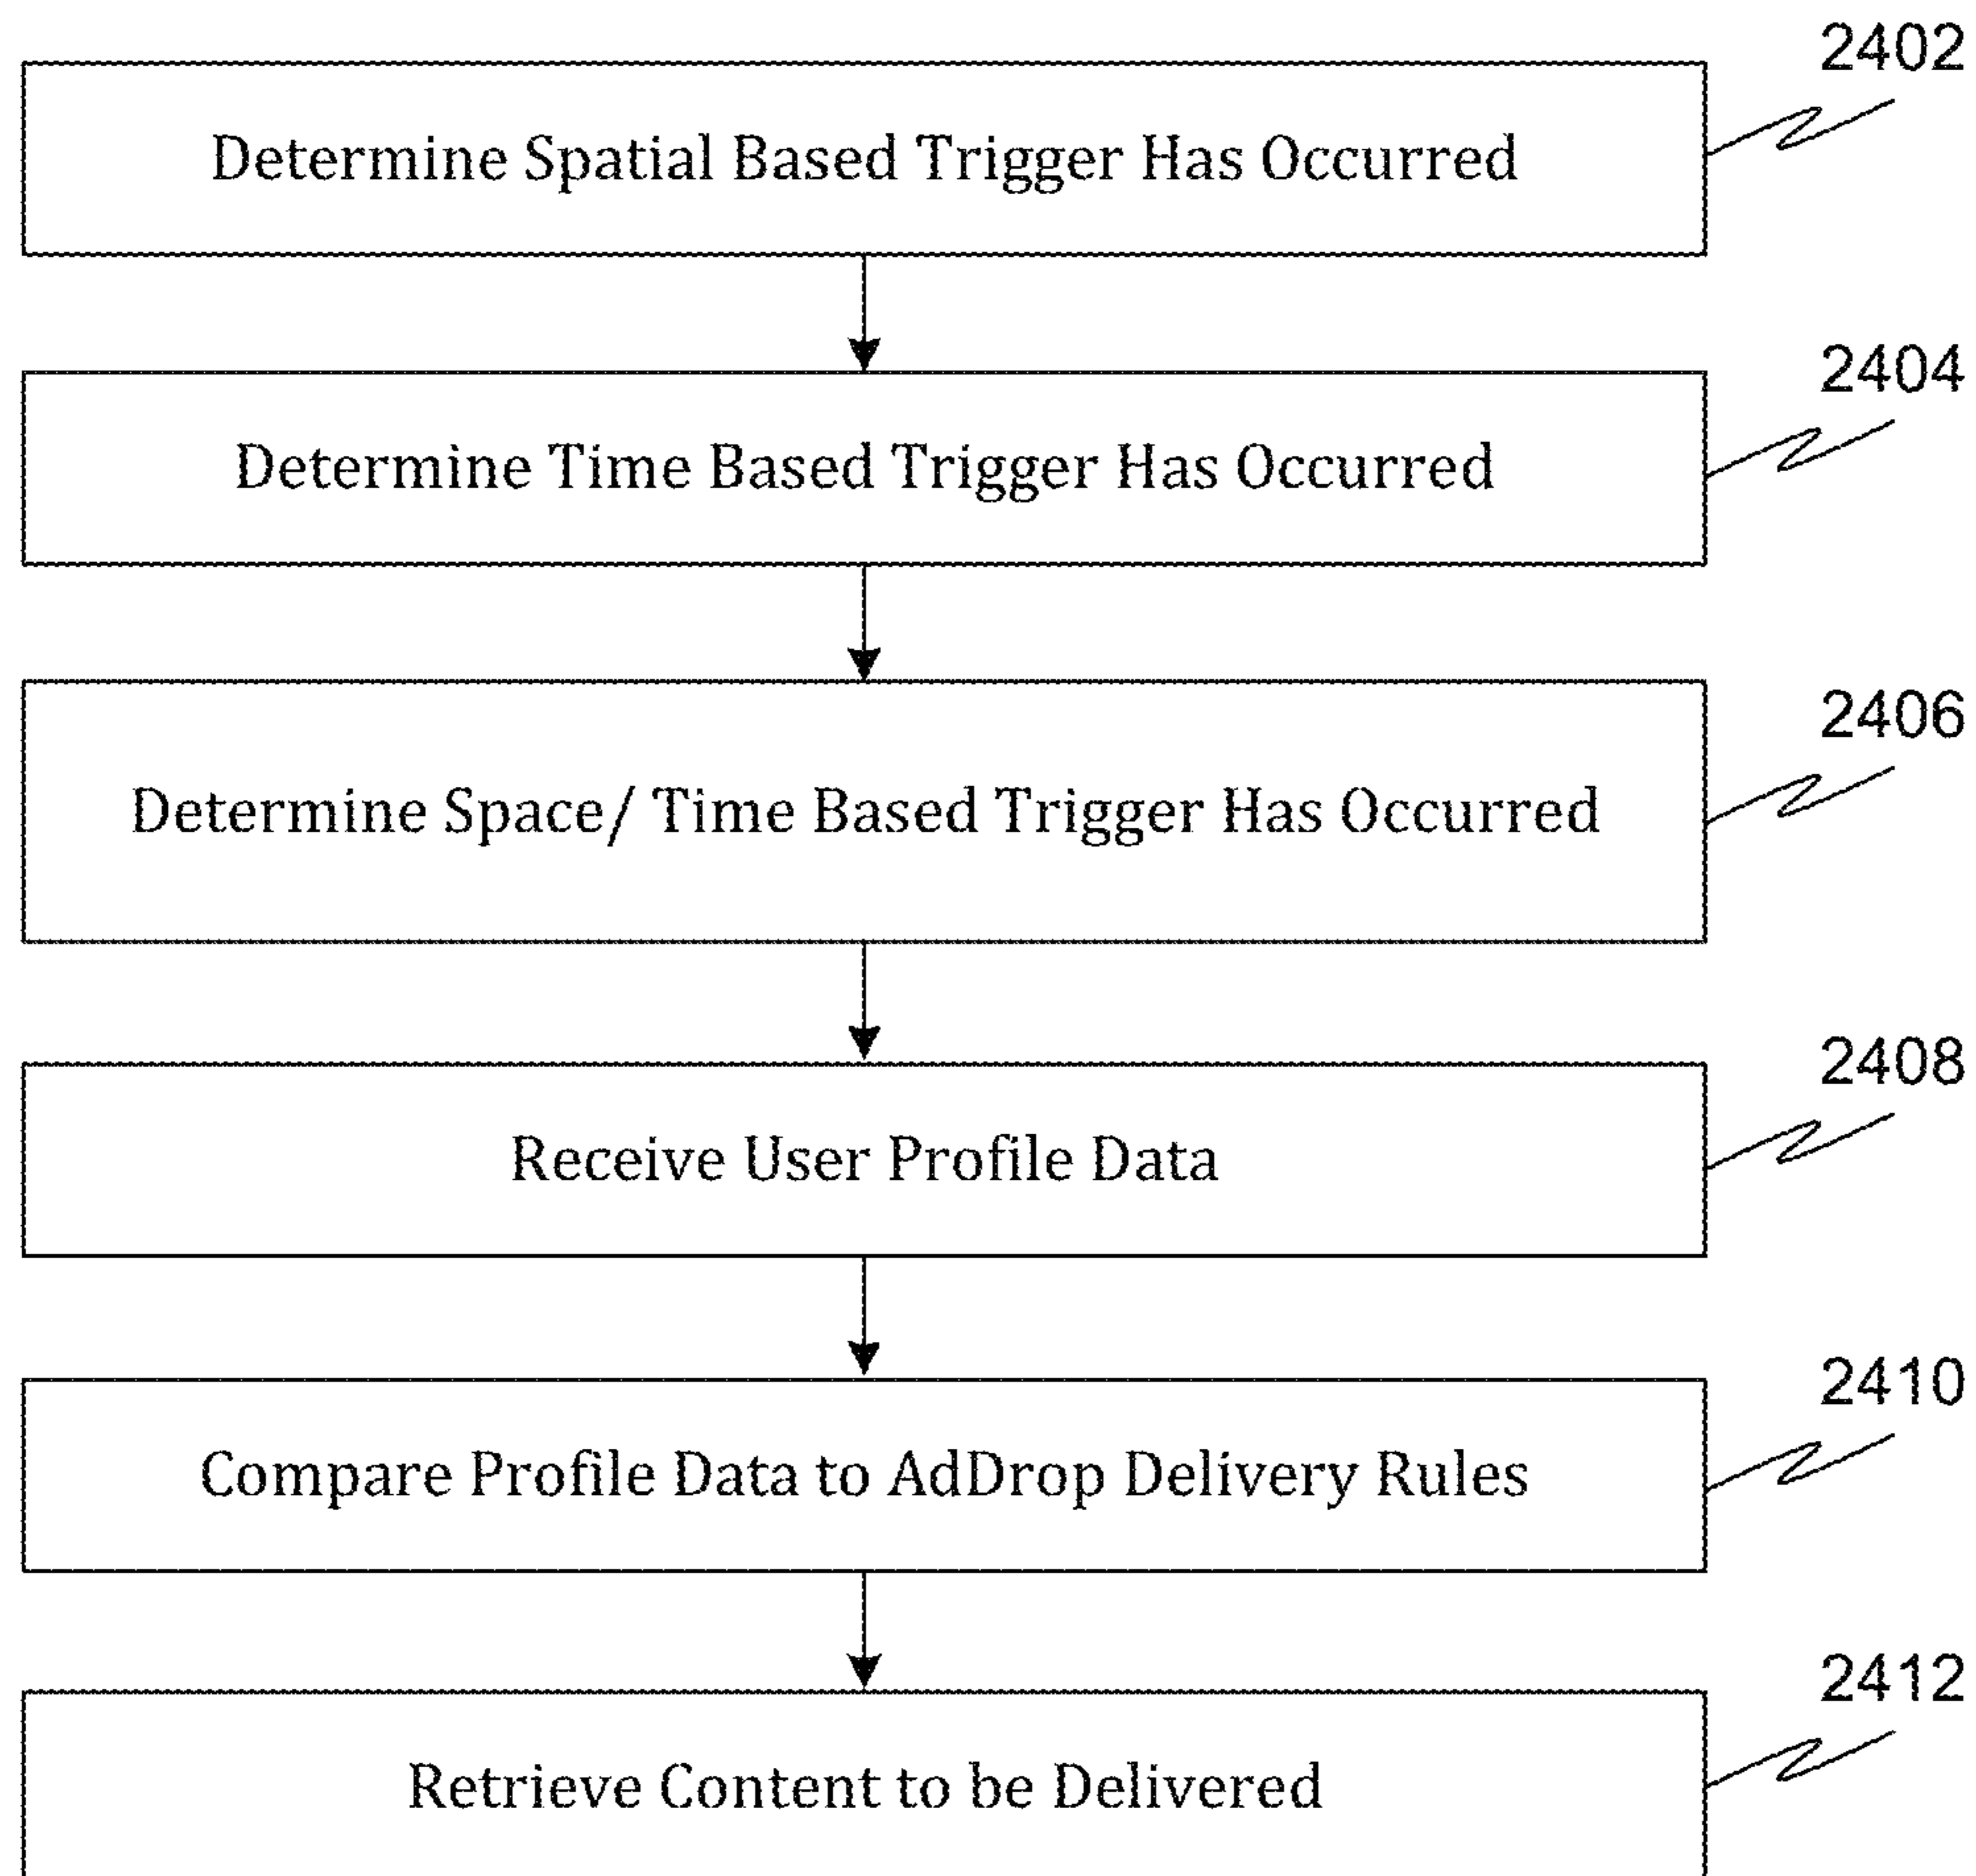 2402
Determine Spatial Based Trigger Has Occurred
2404
Determine Time Based Trigger Has Occurred
2406
Determine Space/ Time Based Trigger Has Occurred
2408
Receive User Profile Data
2410
Compare Profile Data to AdDrop Delivery Rules
2412
Retrieve Content to be Delivered